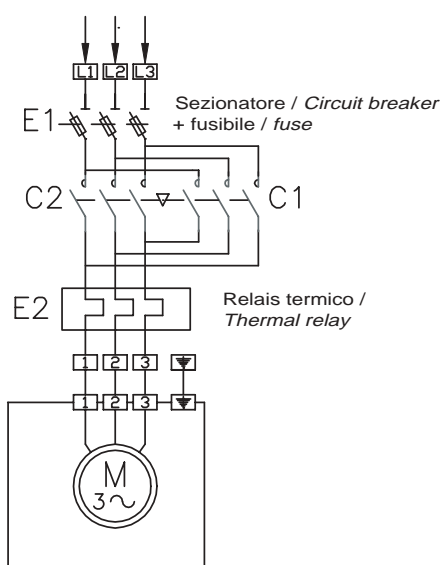 L1 L2 L3
Sezionatore / Circuit breaker
E1
+ fusibile / fuse
C2 C1
Relais termico /
E2
Thermal relay
1 2 3
1 2 3
M
3~